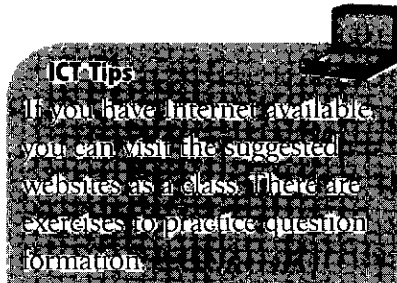 ICT Tips
If you have Internet available,
you can visit the suggested
websites as a class. There are
exercises to practice question
formation.